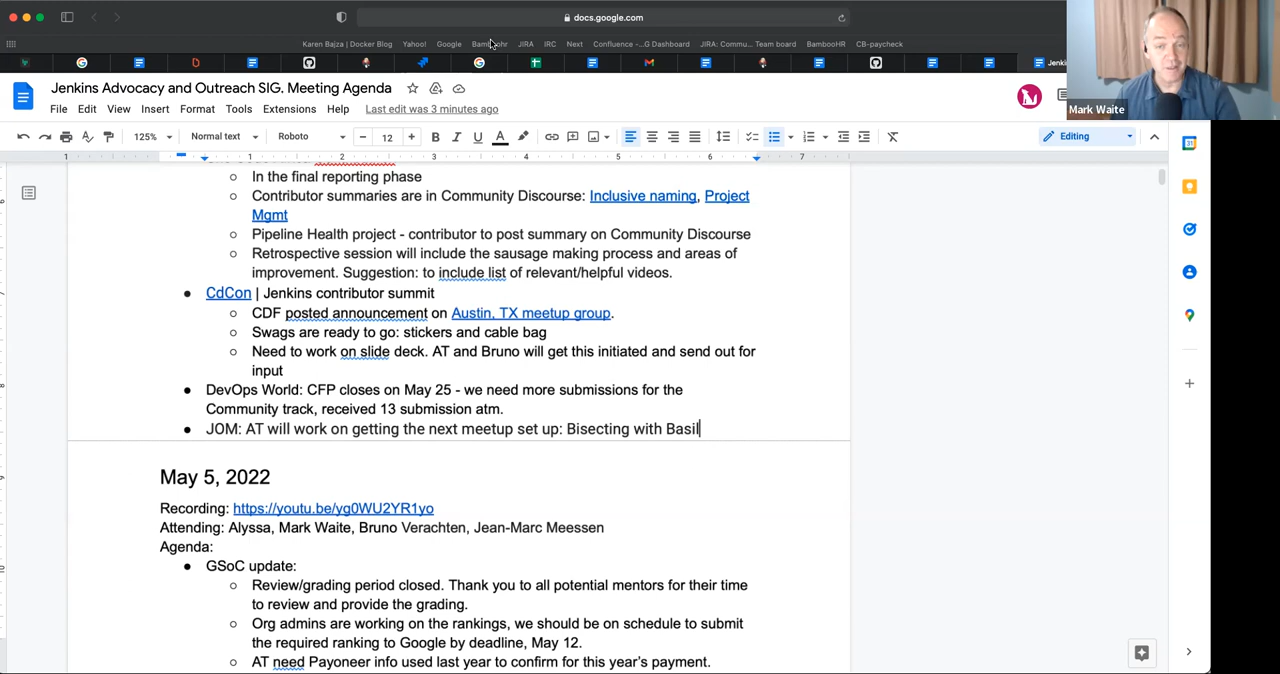 docs.google.com
Karen Bajza | Docker Blog Yahoo! Google BambooHR JIRA IRC Next Confluence -...G Dashboard JIRA: Commu... Team board BambooHR CB-paycheck
Jenkins Advocacy and Outreach SIG. Meeting Agenda
Mark Waite
File Edit View Insert Format Tools Extensions Help Last edit was 3 minutes ago
125% Normal text Roboto 12 Editing
1 1 2 3 4 5 6 7
In the final reporting phase
Contributor summaries are in Community Discourse: Inclusive naming, Project
Mgmt
Pipeline Health project - contributor to post summary on Community Discourse
Retrospective session will include the sausage making process and areas of
improvement. Suggestion: to include list of relevant/helpful videos.
CdCon | Jenkins contributor summit
CDF posted announcement on Austin, TX meetup group.
Swags are ready to go: stickers and cable bag
Need to work on slide deck. AT and Bruno will get this initiated and send out for
input
DevOps World: CFP closes on May 25 - we need more submissions for the
Community track, received 13 submission atm.
JOM: AT will work on getting the next meetup set up: Bisecting with Basil
May 5, 2022
Recording: https://youtu.be/yg0WU2YR1yo
Attending: Alyssa, Mark Waite, Bruno Verachten, Jean-Marc Meessen
Agenda:
GSoC update:
Review/grading period closed. Thank you to all potential mentors for their time
to review and provide the grading.
Org admins are working on the rankings, we should be on schedule to submit
the required ranking to Google by deadline, May 12.
AT need Payoneer info used last year to confirm for this year's payment.